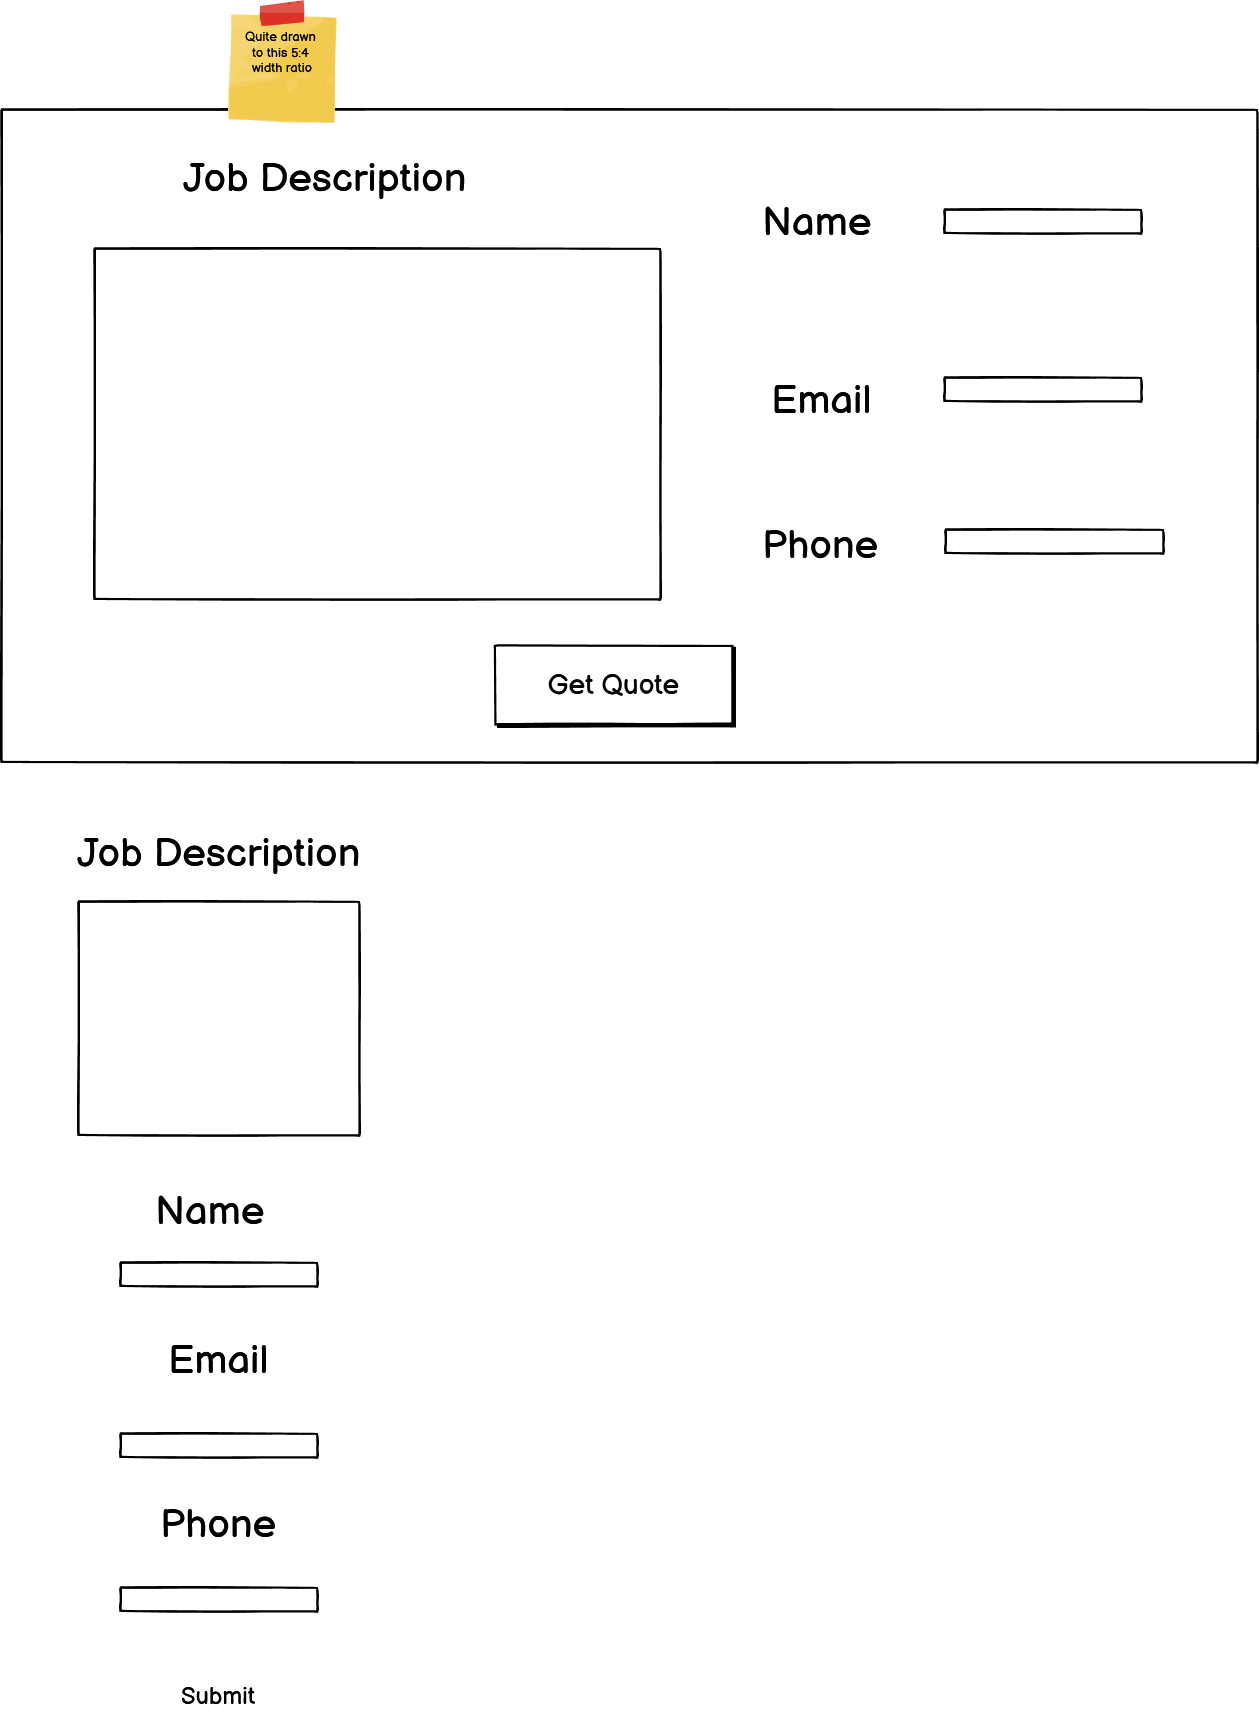 Quite drawn
to this 5:4
width ratio
Job Description
Name
Email
Phone
Get Quote
Job Description
Name
Email
Phone
Submit